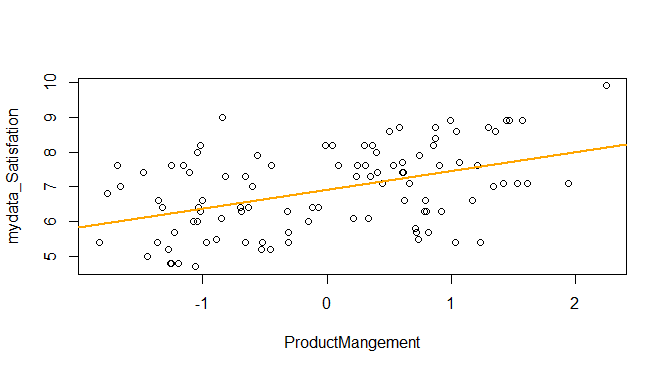 mydata_Satisfation
10
9
8
7
6
5
-1 0 1 2
ProductMangement